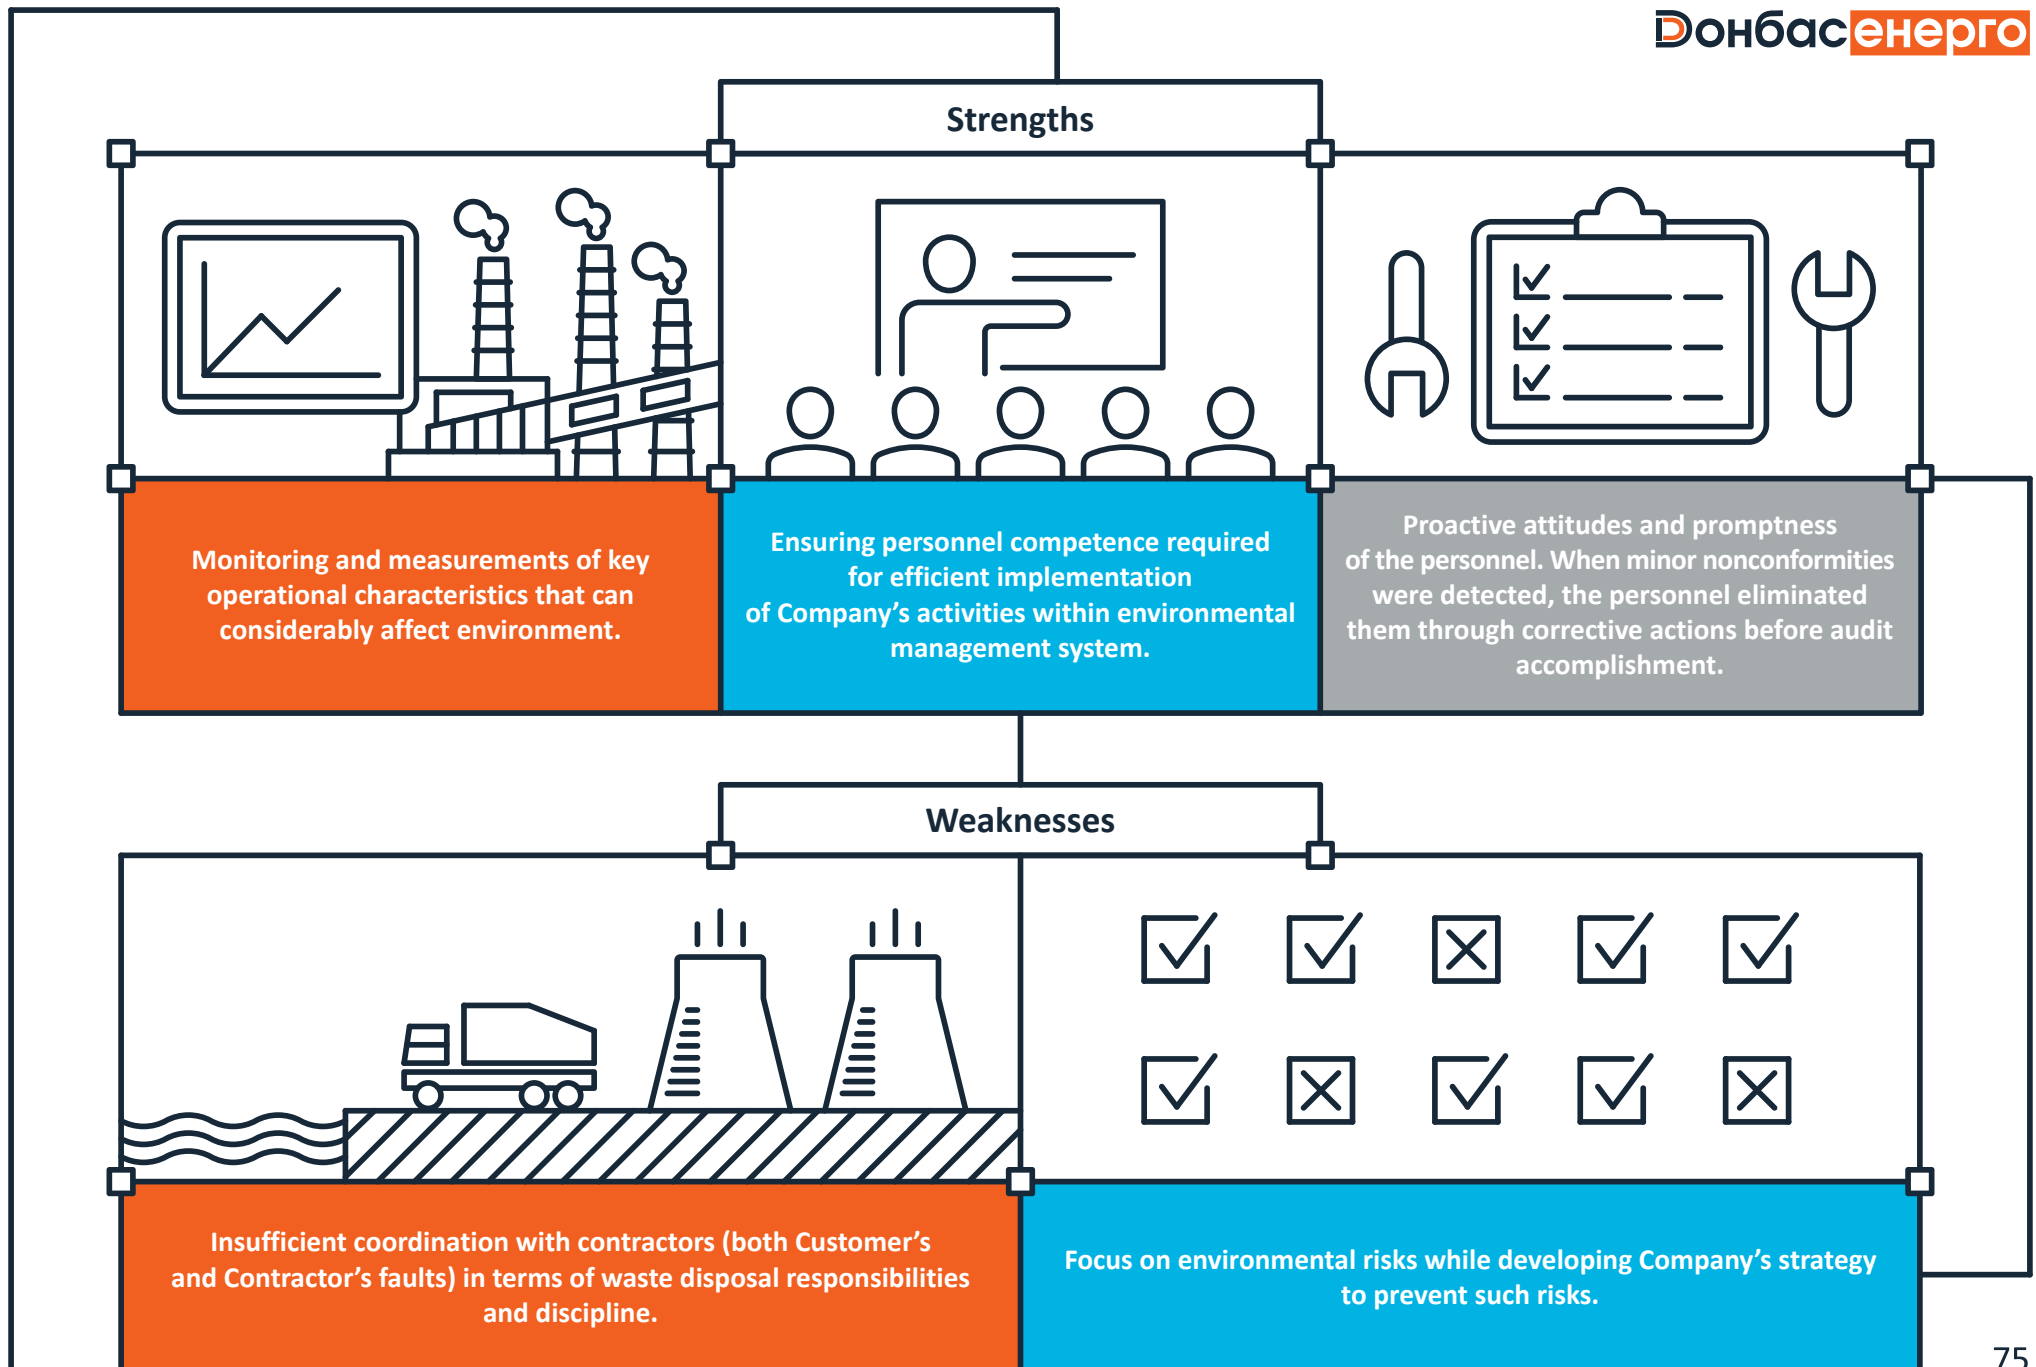 Донбасенерго
Strengths
Monitoring and measurements of key
operational characteristics that can
considerably affect environment.
Ensuring personnel competence required
for efficient implementation
of Company’s activities within environmental
management system.
Proactive attitudes and promptness
of the personnel. When minor nonconformities
were detected, the personnel eliminated
them through corrective actions before audit
accomplishment.
Weaknesses
Insufficient coordination with contractors (both Customer’s
and Contractor’s faults) in terms of waste disposal responsibilities
and discipline.
Focus on environmental risks while developing Company’s strategy
to prevent such risks.
75